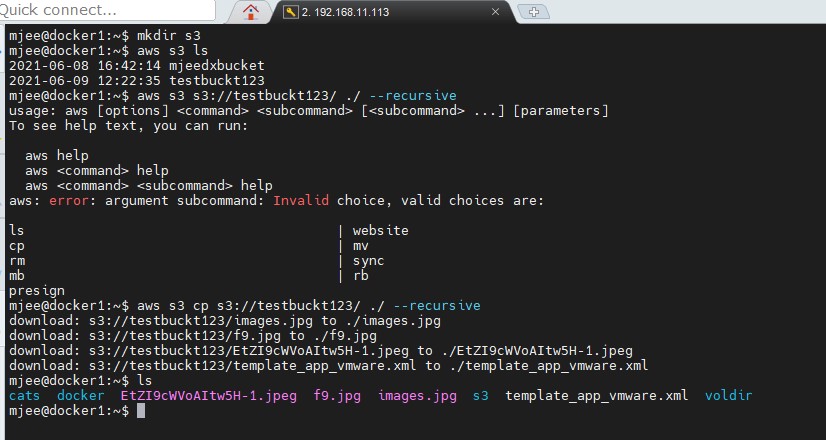 Quick connect...
2. 192.168.11.113
mjee@docker1:~$ mkdir s3
mjee@docker1:~$ aws s3 ls
2021-06-08 16:42:14 mjeedxbucket
2021-06-09 12:22:35 testbuckt123
mjee@docker1:~$ aws s3 s3://testbuckt123/ ./ --recursive
usage: aws [options] <command> <subcommand> [<subcommand> ...] [parameters]
To see help text, you can run:
aws help
aws <command> help
aws <command> <subcommand> help
aws: error: argument subcommand: Invalid choice, valid choices are:
ls | website
cp | mv
rm | sync
mb | rb
presign
mjee@docker1:~$ aws s3 cp s3://testbuckt123/ ./ --recursive
download: s3://testbuckt123/images.jpg to ./images.jpg
download: s3://testbuckt123/f9.jpg to ./f9.jpg
download: s3://testbuckt123/EtZI9cWVoAItw5H-1.jpeg to ./EtZI9cWVoAItw5H-1.jpeg
download: s3://testbuckt123/template_app_vmware.xml to ./template_app_vmware.xml
mjee@docker1:~$ ls
cats docker EtZI9cWVoAItw5H-1.jpeg f9.jpg images.jpg s3 template_app_vmware.xml voldir
mjee@docker1:~$